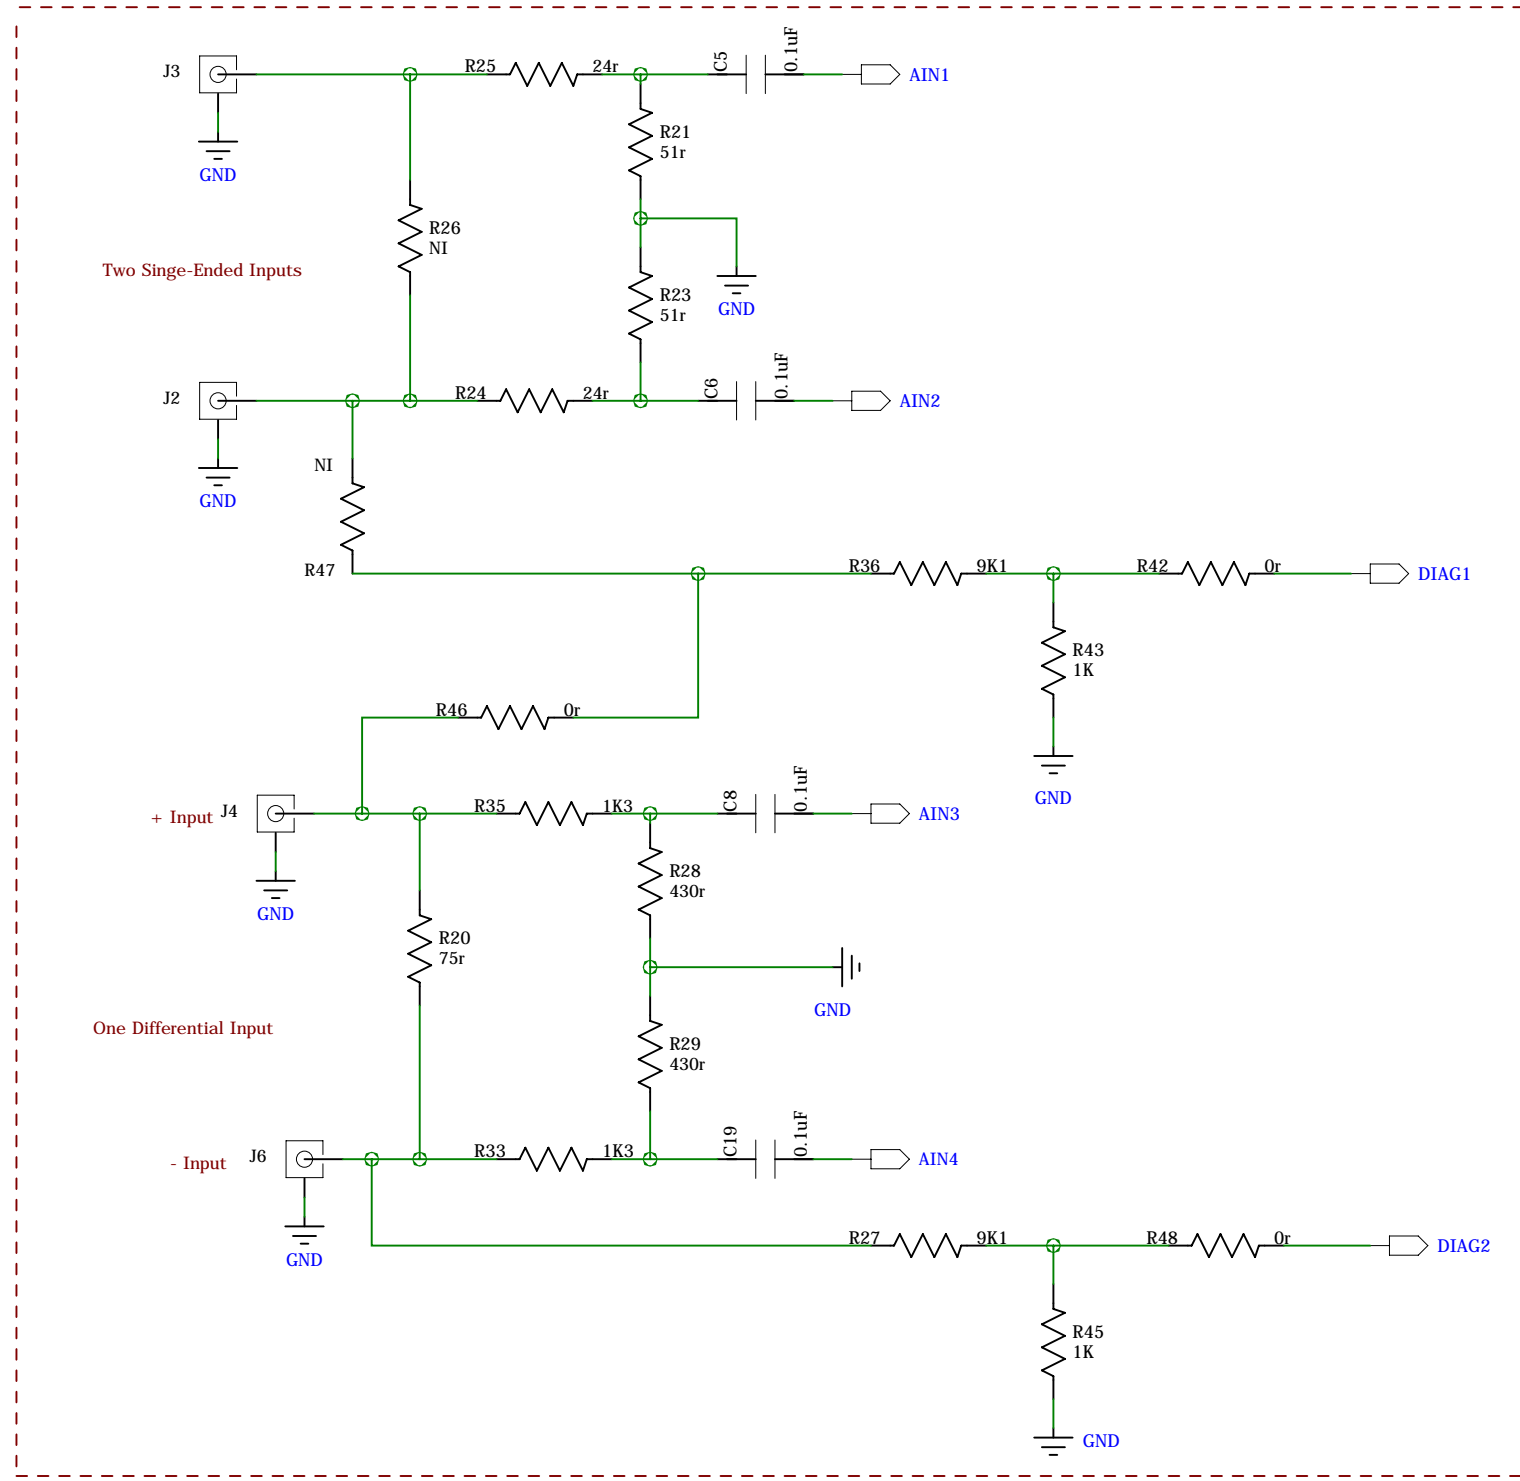 J3
R25
24r
C5
0.1uF
AIN1
GND
R21
51r
R26
NI
Two Singe-Ended Inputs
R23
51r
GND
J2
R24
24r
C6
0.1uF
AIN2
GND
NI
R47
R36
9K1
R42
0r
DIAG1
R43
1K
GND
R46
0r
+ Input
J4
R35
1K3
C8
0.1uF
AIN3
GND
R28
430r
R20
75r
GND
One Differential Input
R29
430r
- Input
J6
R33
1K3
C19
0.1uF
AIN4
GND
R27
9K1
R48
0r
DIAG2
R45
1K
GND